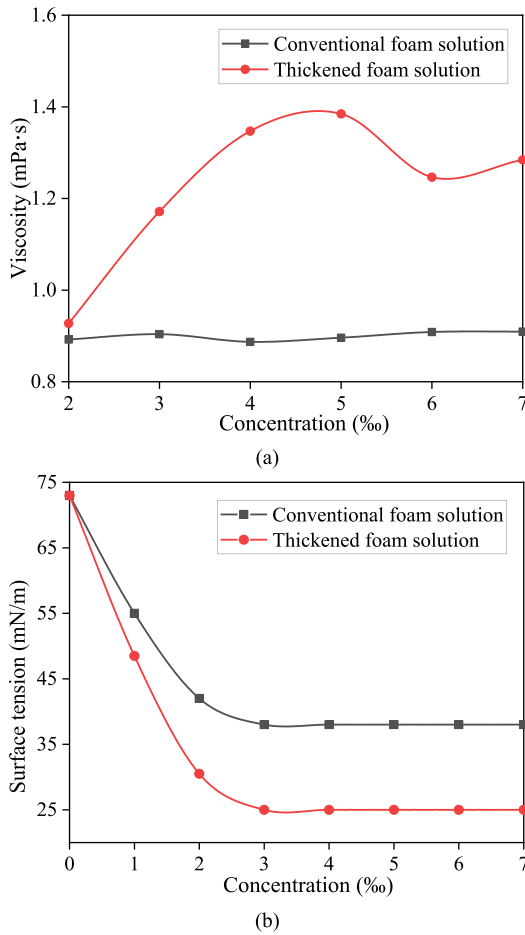 1.6
1.4
1.2
1.0
0.8
Viscosity (mPa·s)
Conventional foam solution
Thickened foam solution
2 3 4 5 6 7
Concentration (‰)
(a)
75
65
55
45
35
25
Surface tension (mN/m)
Conventional foam solution
Thickened foam solution
0 1 2 3 4 5 6 7
Concentration (‰)
(b)